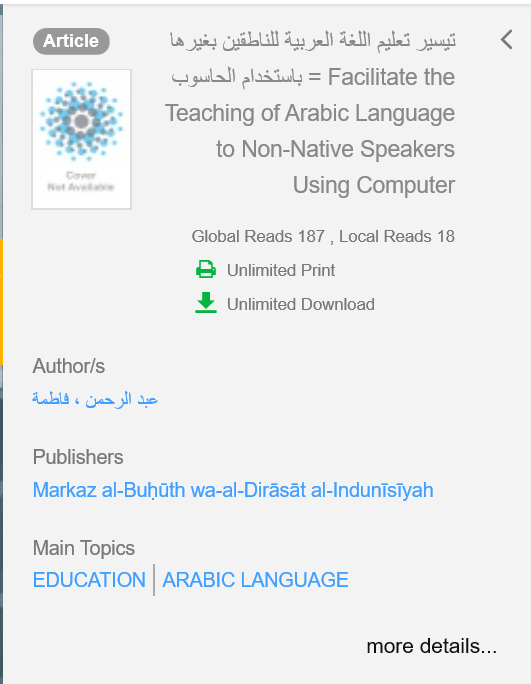 Article
تيسير تعليم اللغة العربية للناطقين بغيرها
باستخدام الحاسوب = Facilitate the
Teaching of Arabic Language
to Non-Native Speakers
Using Computer
Cover
Not Available
Global Reads 187 , Local Reads 18
Unlimited Print
Unlimited Download
Author/s
عبد الرحمن ، فاطمة
Publishers
Markaz al-Buḥūth wa-al-Dirāsāt al-Indunīsīyah
Main Topics
EDUCATION | ARABIC LANGUAGE
more details...